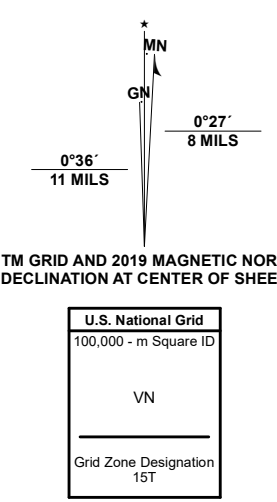 ★
MN
GN
0°27´
8 MILS
0°36´
11 MILS
TM GRID AND 2019 MAGNETIC NOR
DECLINATION AT CENTER OF SHEE
U.S. National Grid
100,000 - m Square ID
VN
Grid Zone Designation
15T